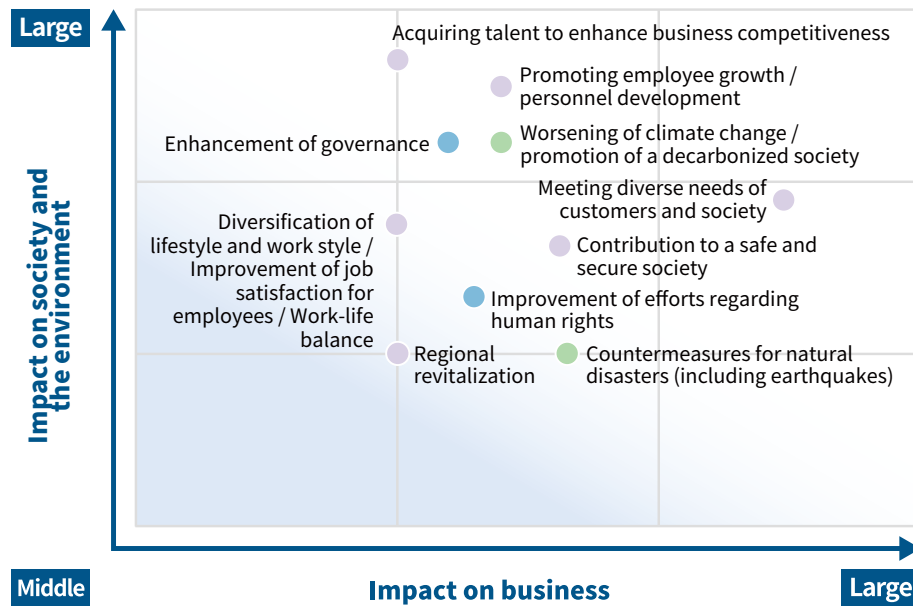 Large
Impact on society and
the environment
Acquiring talent to enhance business competitiveness
Promoting employee growth /
personnel development
Enhancement of governance
Worsening of climate change /
promotion of a decarbonized society
Meeting diverse needs of
customers and society
Diversification of
lifestyle and work style /
Improvement of job
satisfaction for
employees / Work-life
balance
Contribution to a safe and
secure society
Improvement of efforts regarding
human rights
Regional
revitalization
Countermeasures for natural
disasters (including earthquakes)
Middle
Impact on business
Large